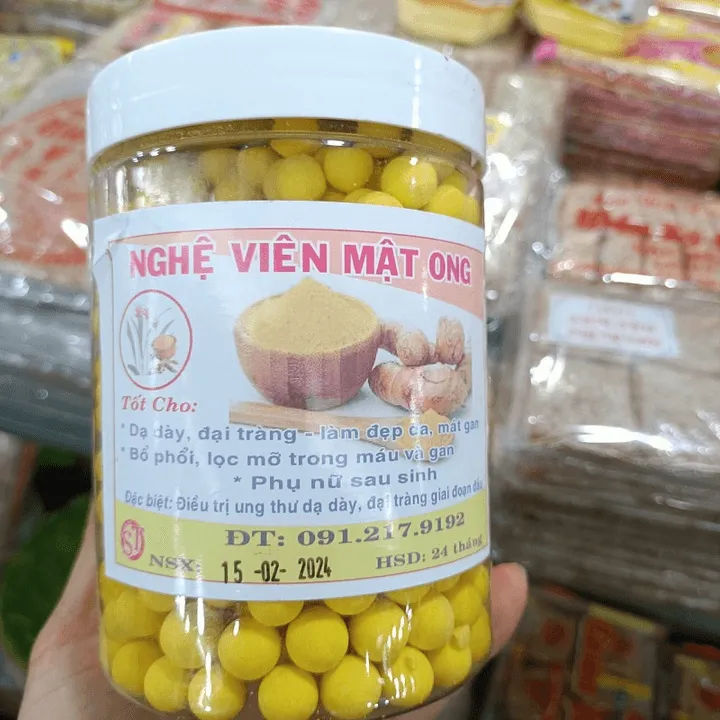 NGHỆ VIÊN MẬT ONG
Tốt Cho:
* Dạ dày, đại tràng - làm đẹp da, mát gan
* Bổ phổi, lọc mỡ trong máu và gan
* Phụ nữ sau sinh
Đặc biệt: Điều trị ung thư dạ dày, đại tràng giai đoạn đầu
ĐT: 091.217.9192
NSX: 15-02-2024 HSD: 24 tháng